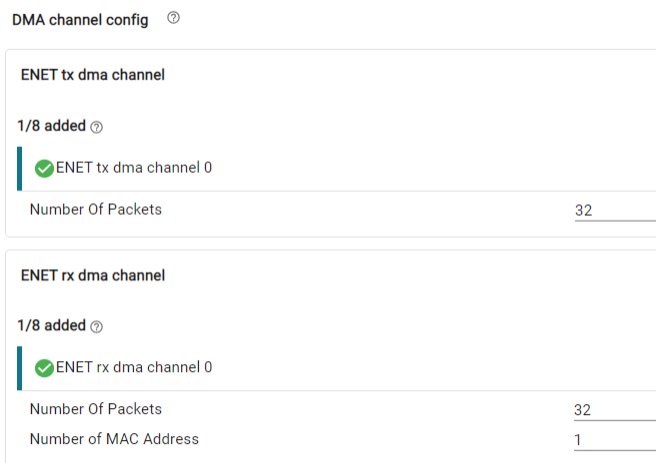 DMA channel config
ENET tx dma channel
1/8 added
ENET tx dma channel 0
Number Of Packets 32
ENET rx dma channel
1/8 added
ENET rx dma channel 0
Number Of Packets 32
Number of MAC Address 1